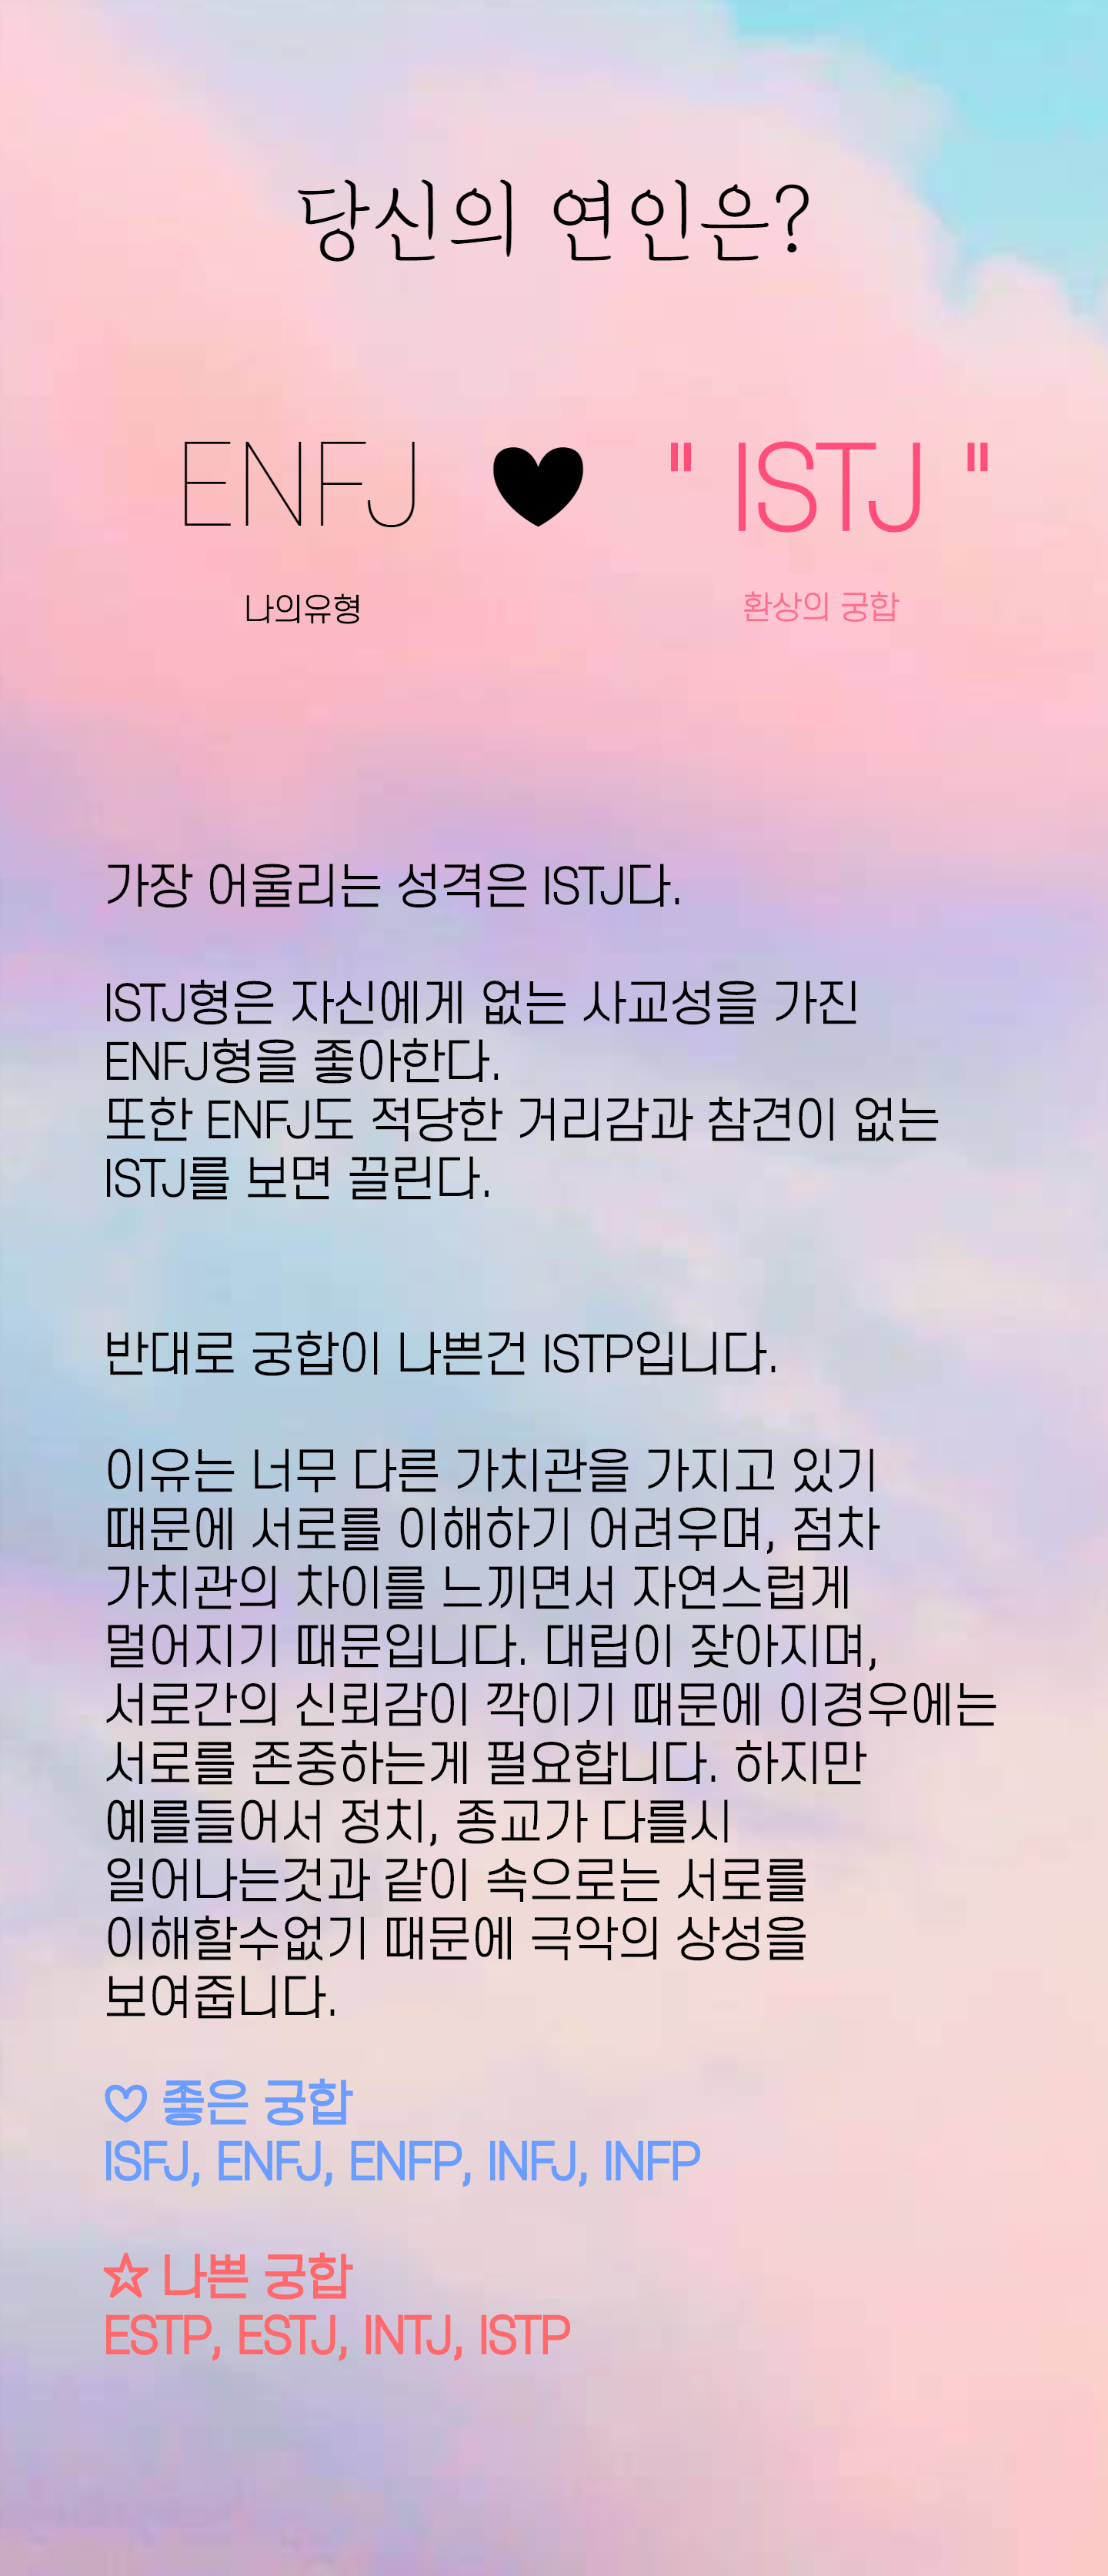 당신의 연인은?
ENFJ ♥ " ISTJ "
나의유형 환상의 궁합
가장 어울리는 성격은 ISTJ다.
ISTJ형은 자신에게 없는 사교성을 가진
ENFJ형을 좋아한다.
또한 ENFJ도 적당한 거리감과 참견이 없는
ISTJ를 보면 끌린다.
반대로 궁합이 나쁜건 ISTP입니다.
이유는 너무 다른 가치관을 가지고 있기
때문에 서로를 이해하기 어려우며, 점차
가치관의 차이를 느끼면서 자연스럽게
멀어지기 때문입니다. 대립이 잦아지며,
서로간의 신뢰감이 깍이기 때문에 이경우에는
서로를 존중하는게 필요합니다. 하지만
예를들어서 정치, 종교가 다를시
일어나는것과 같이 속으로는 서로를
이해할수없기 때문에 극악의 상성을
보여줍니다.
♡ 좋은 궁합
ISFJ, ENFJ, ENFP, INFJ, INFP
☆ 나쁜 궁합
ESTP, ESTJ, INTJ, ISTP